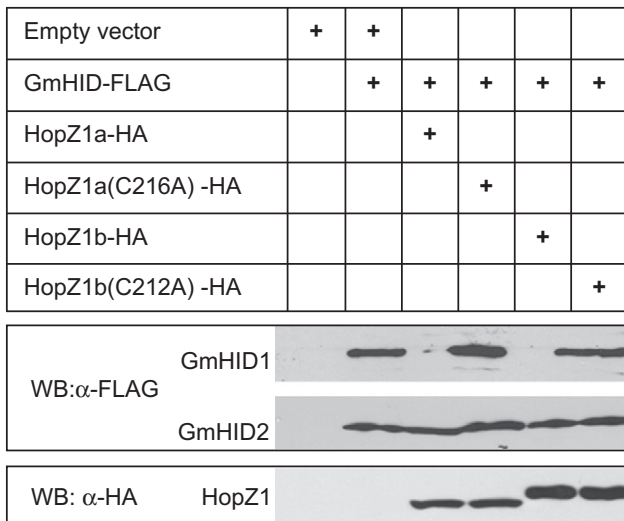 Empty vector + +
GmHID-FLAG + + + + +
HopZ1a-HA +
HopZ1a(C216A) -HA +
HopZ1b-HA +
HopZ1b(C212A) -HA +
GmHID1
WB:α-FLAG
GmHID2
WB: α-HA HopZ1